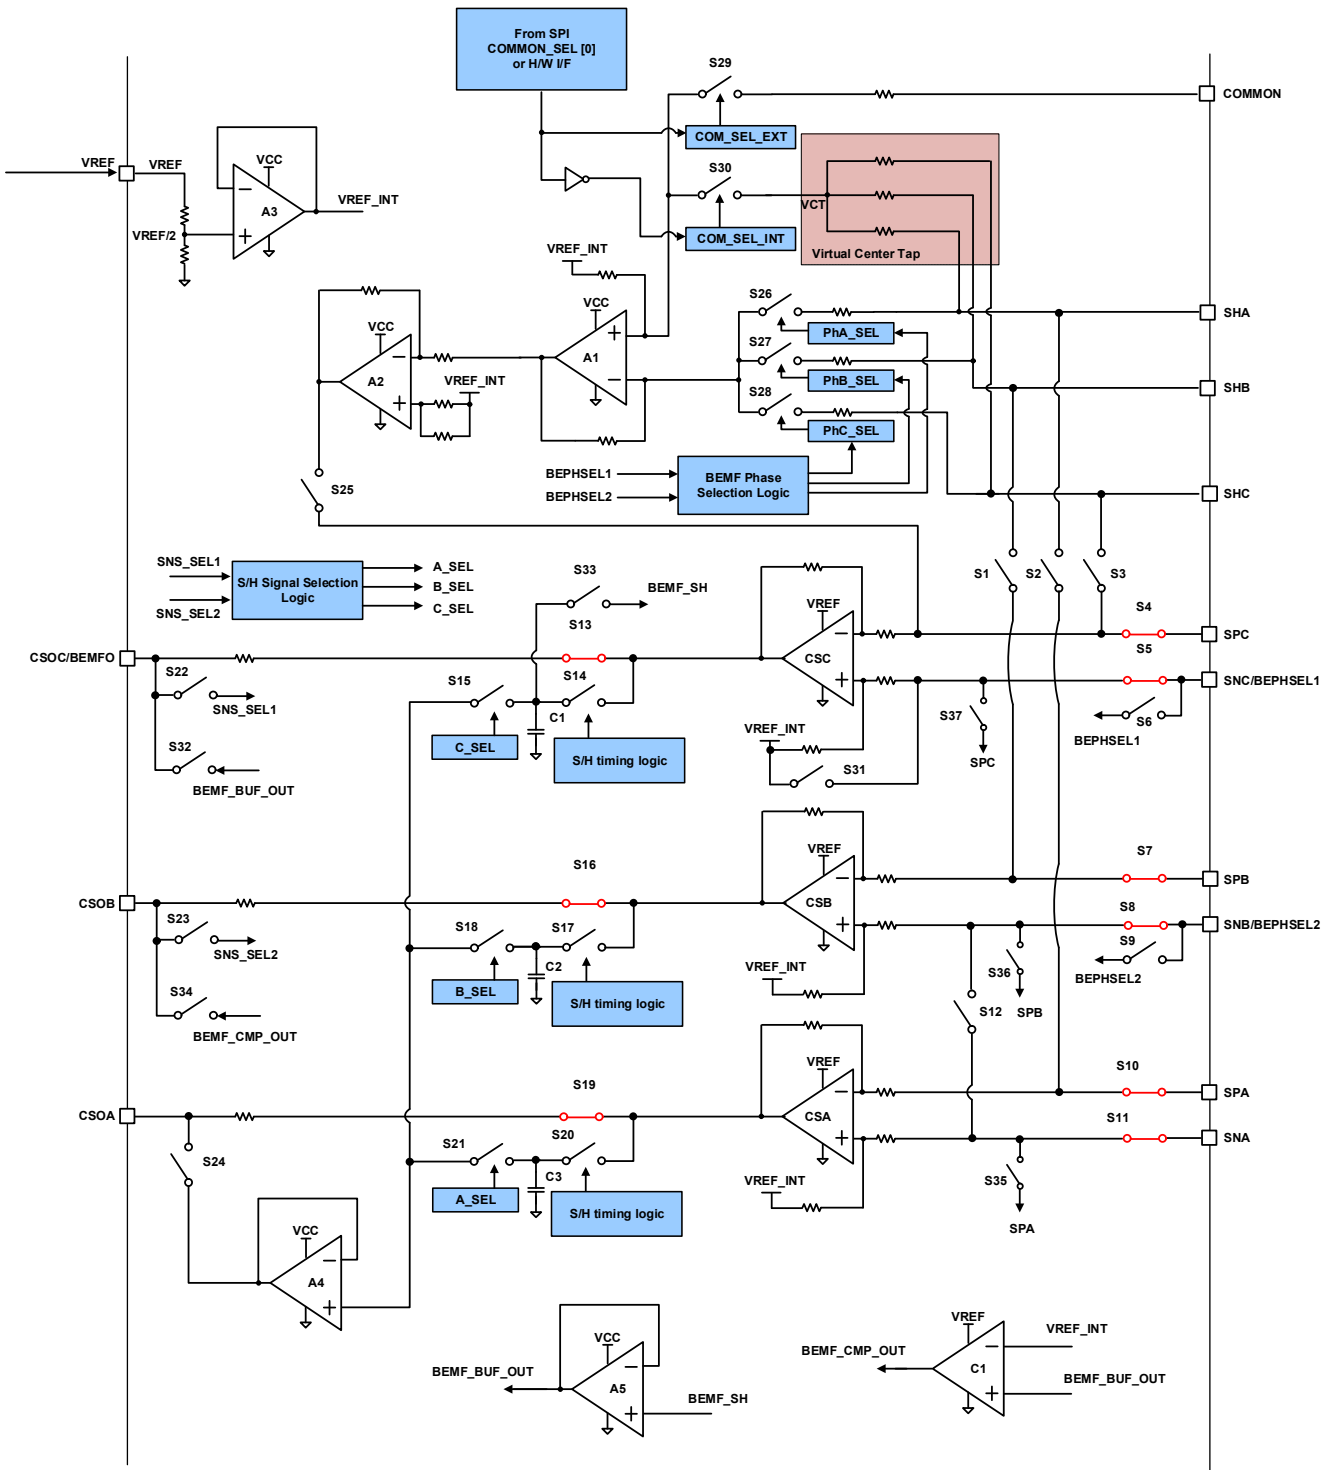 From SPI
COMMON_SEL [0]
or H/W I/F
S29
COMMON
COM_SEL_EXT
VREF
VREF
VCC
A3
VREF_INT
VREF/2
S30
VCT
COM_SEL_INT
Virtual Center Tap
VREF_INT
VCC
A1
VCC
A2
VREF_INT
S26
PhA_SEL
S27
PhB_SEL
S28
PhC_SEL
SHA
SHB
SHC
BEPHSEL1
BEPHSEL2
BEMF Phase
Selection Logic
S25
SNS_SEL1
SNS_SEL2
S/H Signal Selection
Logic
A_SEL
B_SEL
C_SEL
S33
BEMF_SH
S13
S1
S2
S3
S4
S5
SPC
VREF
CSC
CSOC/BEMFO
S22
SNS_SEL1
S32
BEMF_BUF_OUT
S15
S14
C1
C_SEL
S/H timing logic
VREF_INT
S31
S37
SPC
SNC/BEPHSEL1
S6
BEPHSEL1
S16
VREF
CSB
S7
SPB
CSOB
S23
SNS_SEL2
S34
BEMF_CMP_OUT
S18
S17
C2
B_SEL
S/H timing logic
VREF_INT
S8
S9
SNB/BEPHSEL2
BEPHSEL2
S36
SPB
S12
S19
VREF
CSA
S10
SPA
CSOA
S24
S21
S20
C3
A_SEL
S/H timing logic
VREF_INT
S11
SNA
S35
SPA
VCC
A4
VCC
A5
BEMF_BUF_OUT
BEMF_SH
VREF
C1
VREF_INT
BEMF_CMP_OUT
BEMF_BUF_OUT